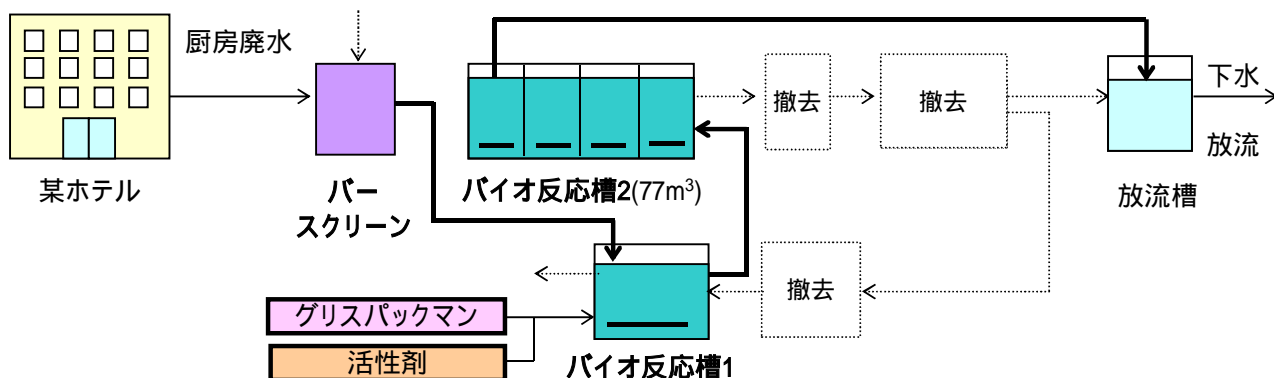 厨房廃水
某ホテル
バー
スクリーン
バイオ反応槽2(77m³)
撤去
撤去
下水
放流
放流槽
撤去
グリスパックマン
活性剤
バイオ反応槽1